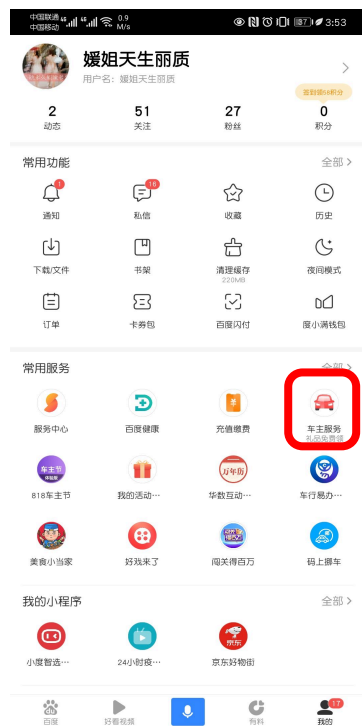 中国联通 4G 4G 0.9 87 3:53
中国移动 M/s
媛姐天生丽质
用户名：媛姐天生丽质
签到领66积分
2 51 27 0
动态 关注 粉丝 积分
常用功能 全部
1 16
通知 私信 收藏 历史
下载/文件 书架 清理缓存 夜间模式
220MB
订单 卡券包 百度闪付 度小满钱包
常用服务 全部
服务中心 百度健康 充值缴费 车主服务
礼品免费领
车主节 万年历
818车主节 我的活动… 华数互动… 车行易办…
美食小当家 好戏来了 闯关得百万 码上挪车
我的小程序 全部
京东
小度智选… 24小时疫… 京东好物街
17
百度 好看视频 有料 我的